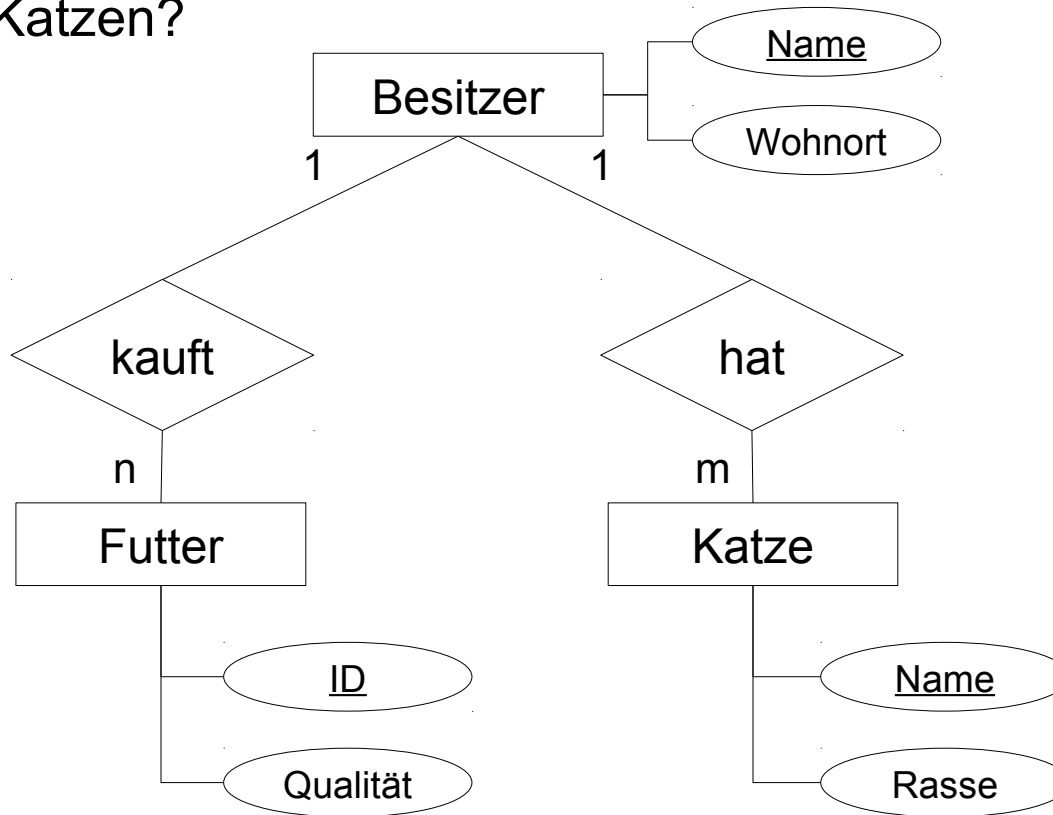 Katzen?
Name
Besitzer
Wohnort
1
1
kauft
hat
n
m
Futter
Katze
ID
Name
Qualität
Rasse